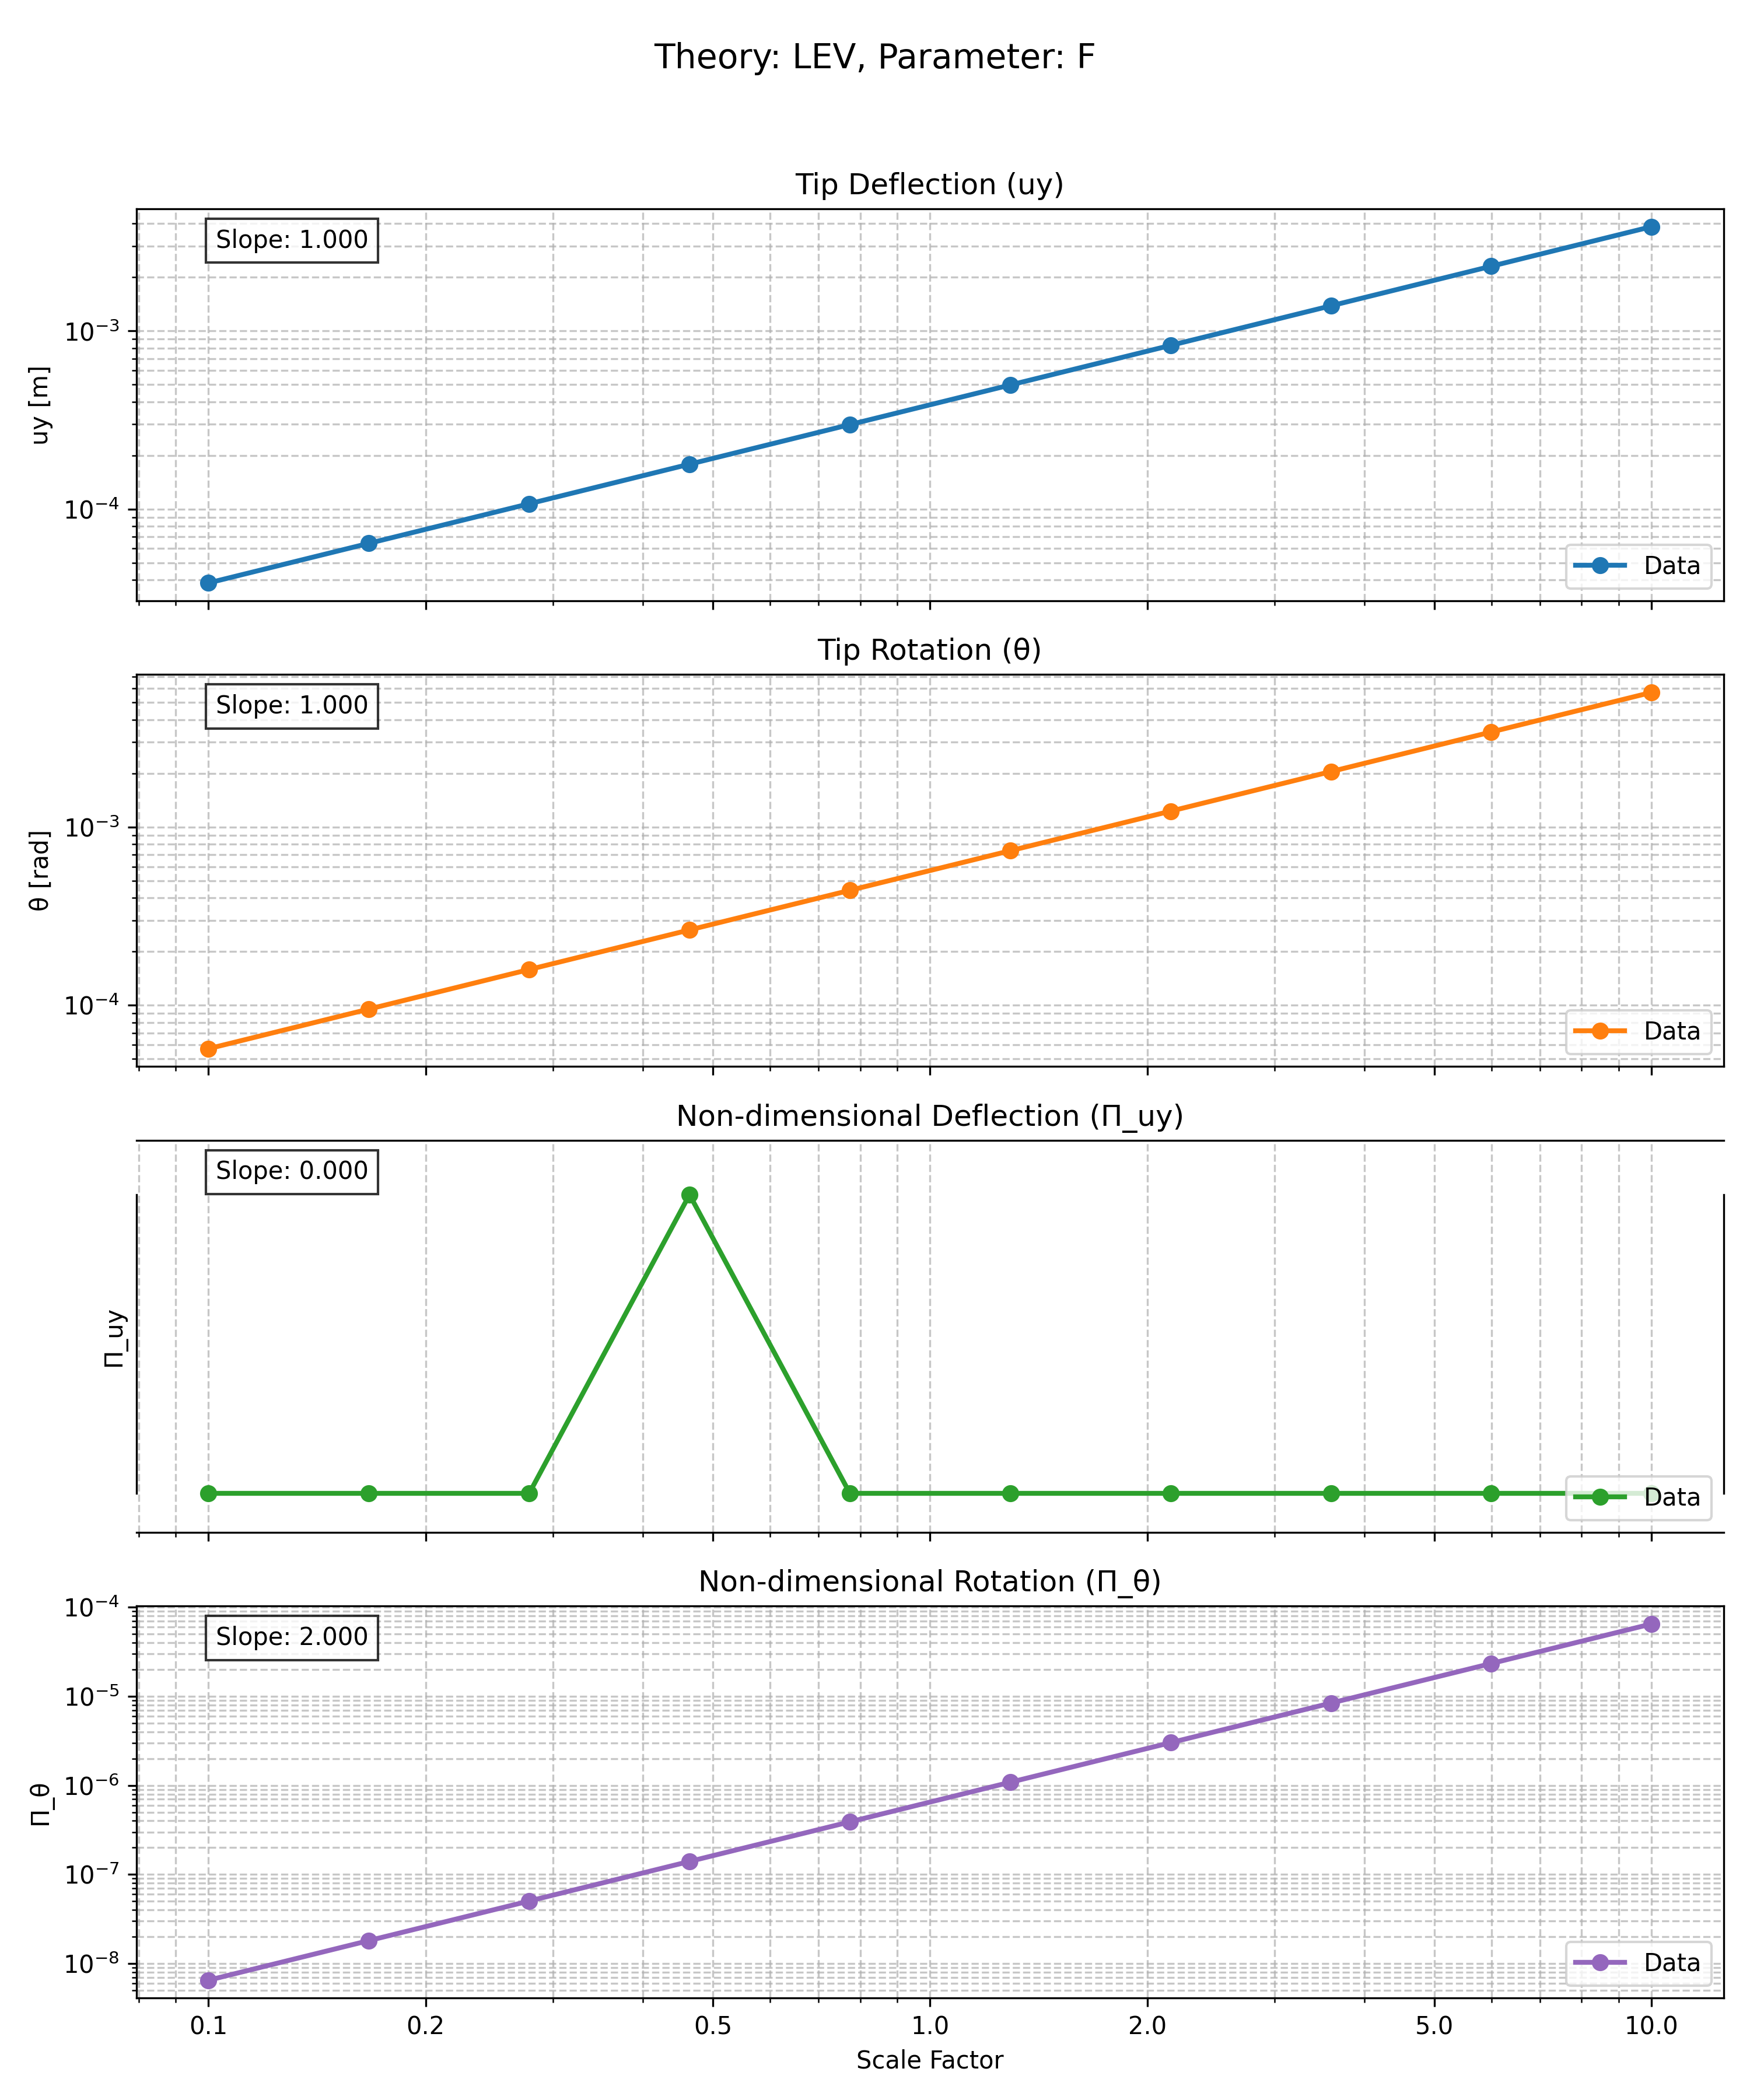 Theory: LEV, Parameter: F
Tip Deflection (uy)
Slope: 1.000
10⁻³
10⁻⁴
uy [m]
Data
Tip Rotation (θ)
Slope: 1.000
10⁻³
10⁻⁴
θ [rad]
Data
Non-dimensional Deflection (Π_uy)
Slope: 0.000
Π_uy
Data
Non-dimensional Rotation (Π_θ)
Slope: 2.000
10⁻⁴
10⁻⁵
10⁻⁶
10⁻⁷
10⁻⁸
Π_θ
Data
0.1 0.2 0.5 1.0 2.0 5.0 10.0
Scale Factor